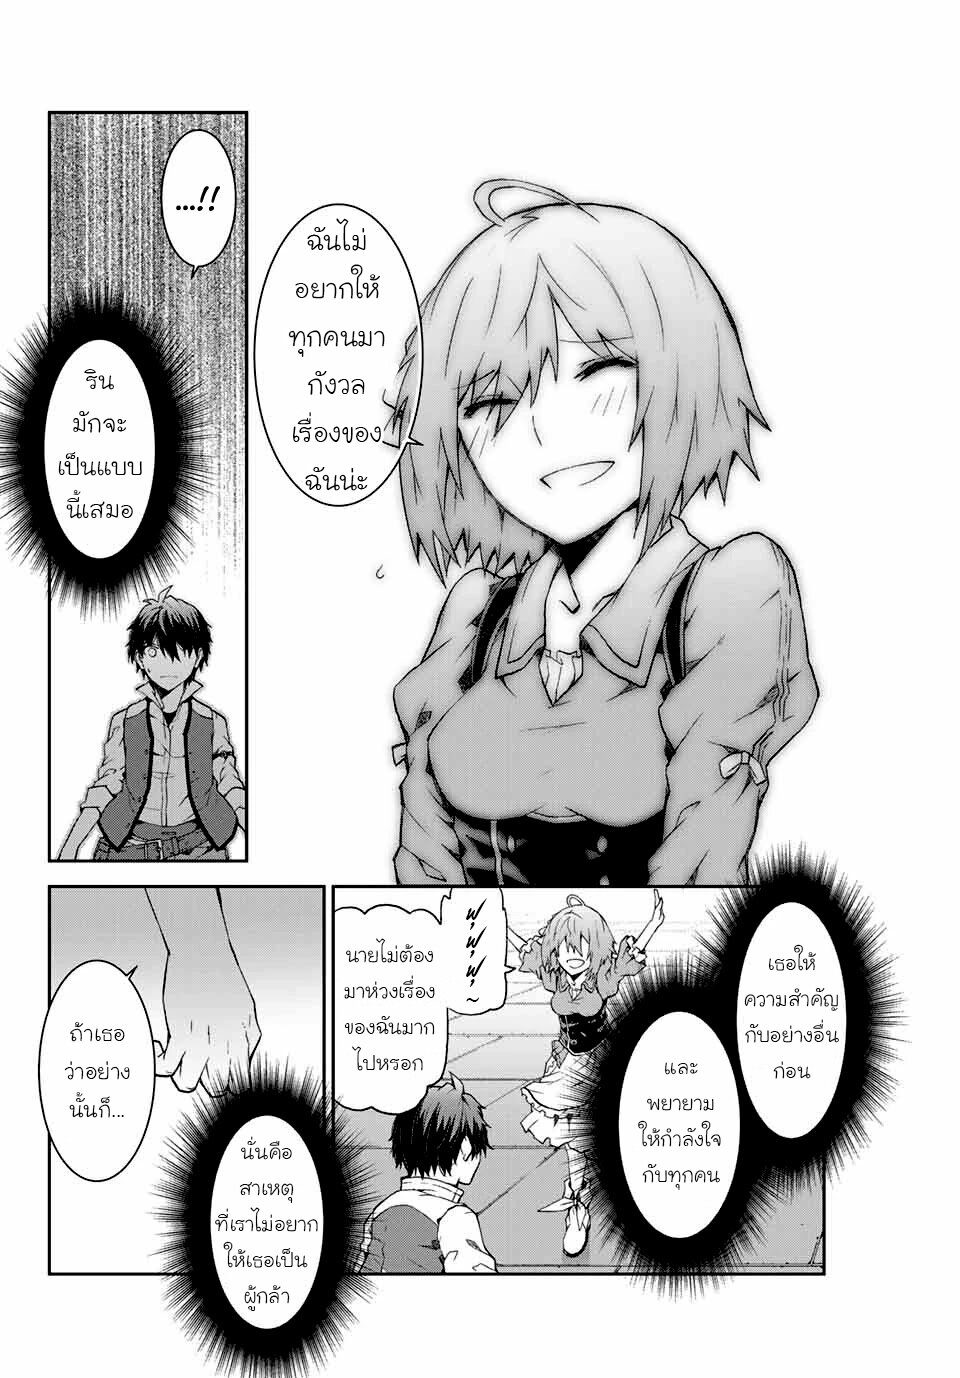 ฉันไม่
อยากให้
ทุกคนมา
กังวล
เรื่องของ
ฉันน่ะ
...!!
ริน
มักจะ
เป็นแบบ
นี้เสมอ
เธอให้
ความสำคัญ
กับอย่างอื่น
ก่อน
และ
พยายาม
ให้กำลังใจ
กับทุกคน
ฟุฟุฟุ~
นายไม่ต้อง
มาห่วงเรื่อง
ของฉันมาก
ไปหรอก
นั่นคือ
สาเหตุ
ที่เราไม่อยาก
ให้เธอเป็น
ผู้กล้า
ถ้าเธอ
ว่าอย่าง
นั้นก็...